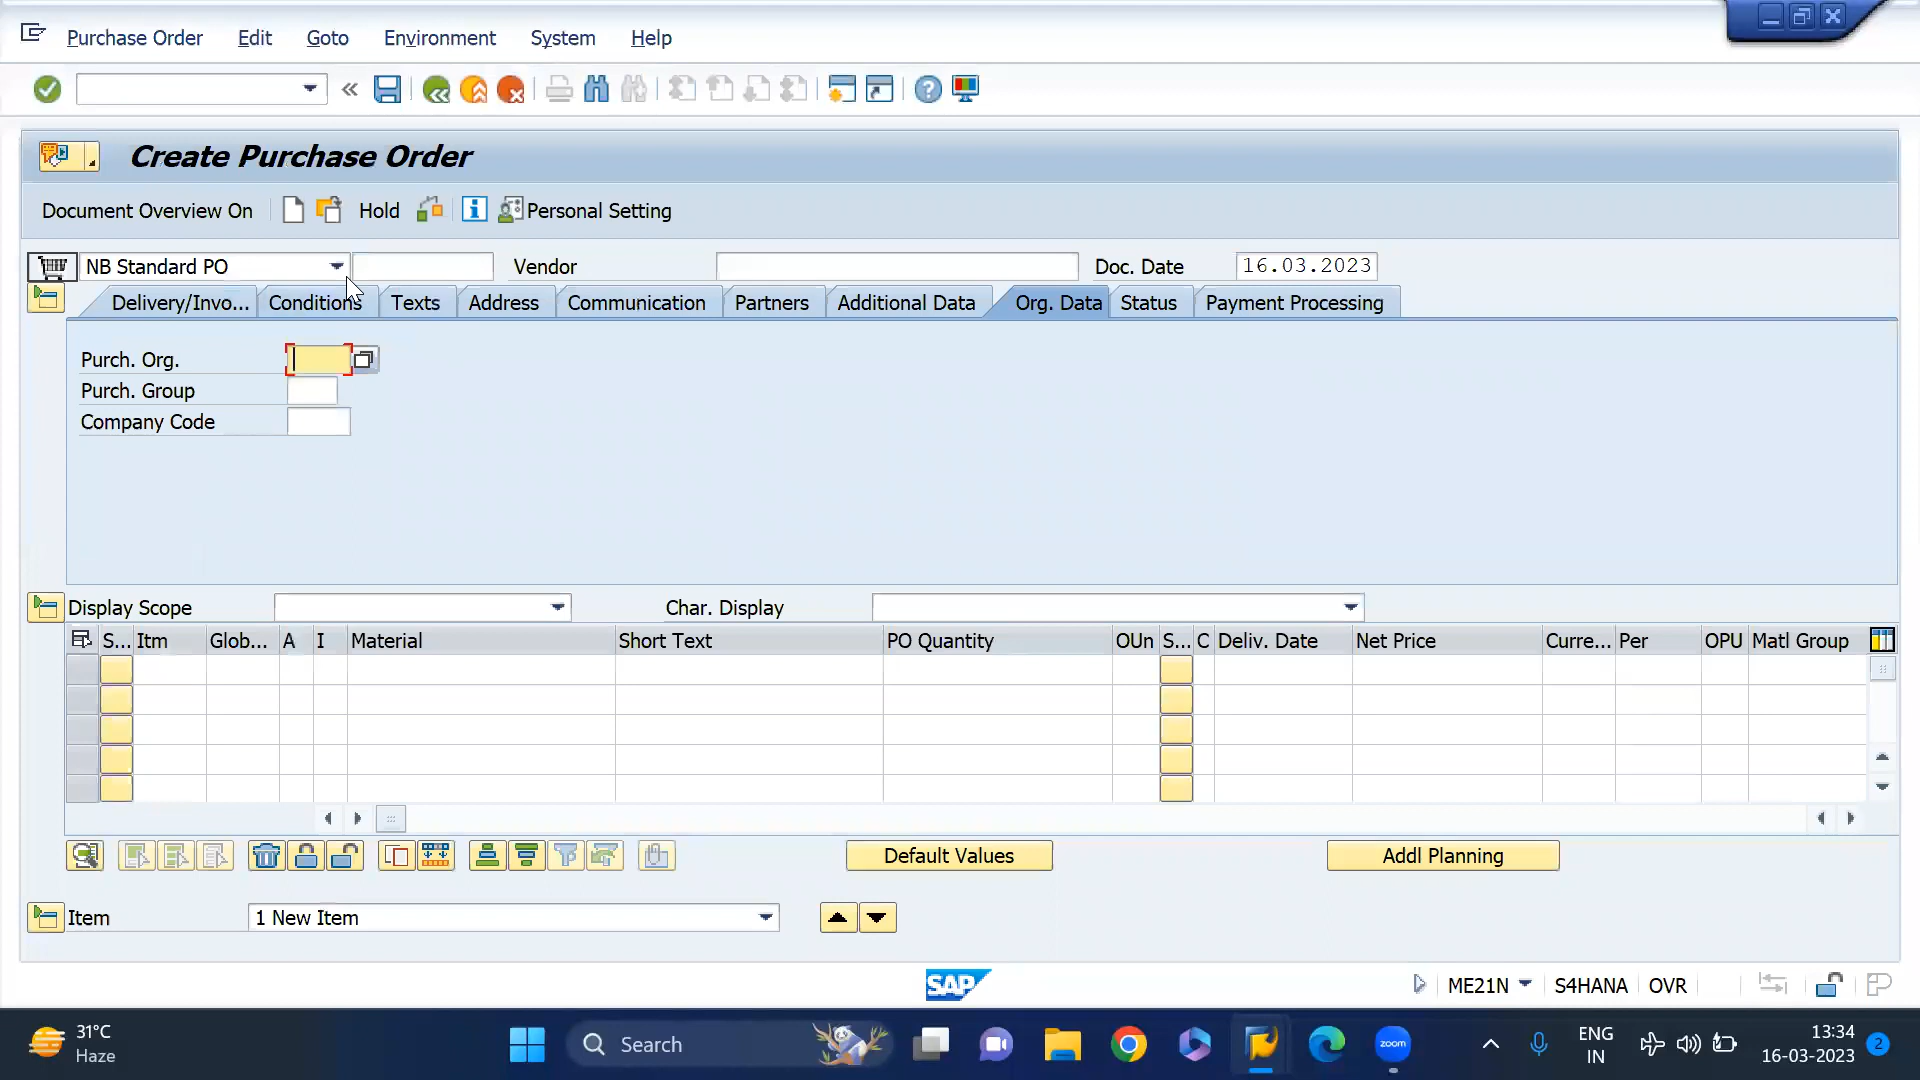 Purchase Order Edit Goto Environment System Help
Create Purchase Order
Document Overview On Hold Personal Setting
NB Standard PO Vendor Doc. Date 16.03.2023
Delivery/Invo... Conditions Texts Address Communication Partners Additional Data Org. Data Status Payment Processing
Purch. Org.
Purch. Group
Company Code
Display Scope Char. Display
S... Itm Glob... A I Material Short Text PO Quantity OUn S... C Deliv. Date Net Price Curre... Per OPU Matl Group
Default Values Addl Planning
Item 1 New Item
SAP ME21N S4HANA OVR
31°C
Haze
Search
zoom
ENG
IN
13:34
16-03-2023
2